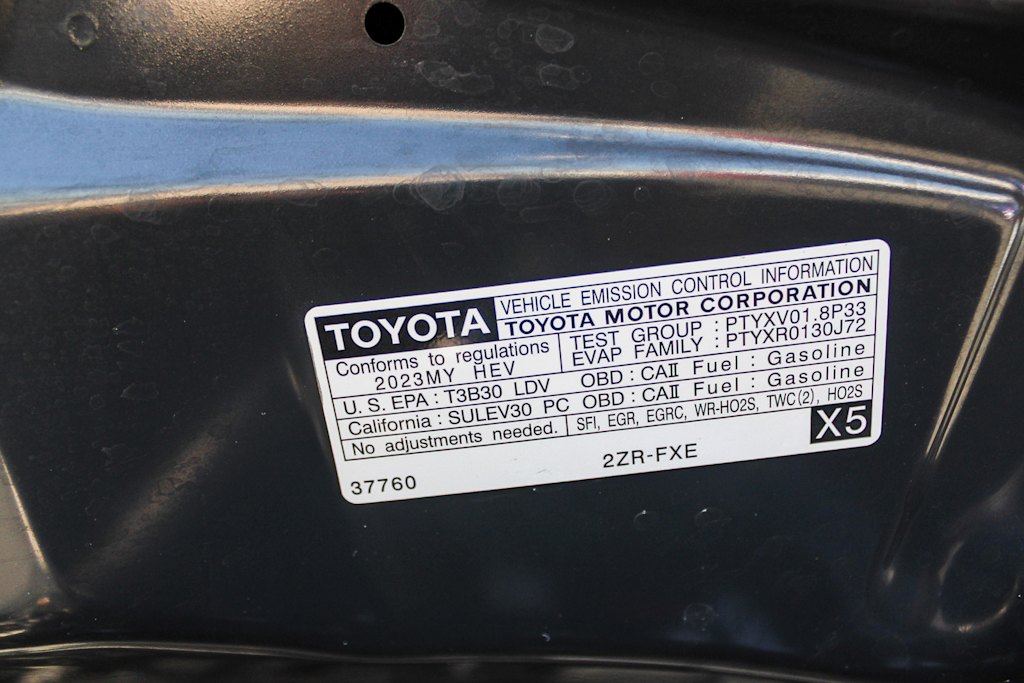 TOYOTA
VEHICLE EMISSION CONTROL INFORMATION
TOYOTA MOTOR CORPORATION
Conforms to regulations
2023MY HEV
TEST GROUP : PTYXV01.8P33
EVAP FAMILY : PTYXR0130J72
U.S. EPA : T3B30 LDV OBD : CAⅡ Fuel : Gasoline
California : SULEV30 PC OBD : CAⅡ Fuel : Gasoline
No adjustments needed.
SFI, EGR, EGRC, WR-HO2S, TWC(2), HO2S
X5
2ZR-FXE
37760